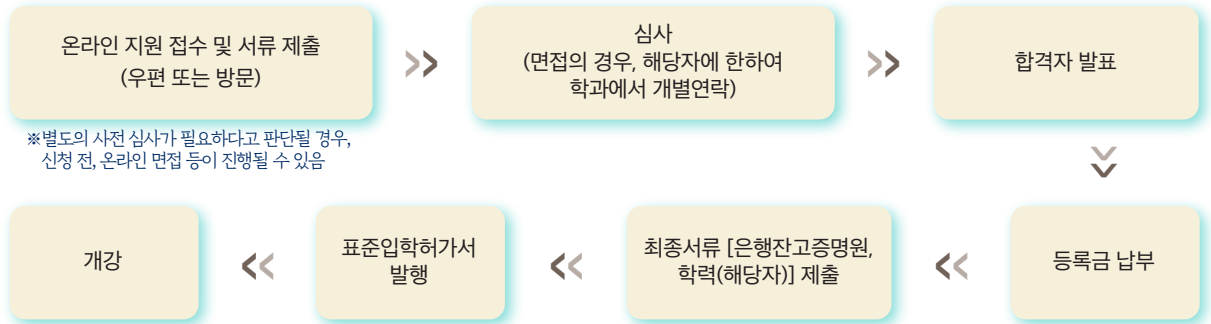 온라인 지원 접수 및 서류 제출
(우편 또는 방문)
※별도의 사전 심사가 필요하다고 판단될 경우,
신청 전, 온라인 면접 등이 진행될 수 있음
심사
(면접의 경우, 해당자에 한하여
학과에서 개별연락)
합격자 발표
등록금 납부
최종서류 [은행잔고증명원,
학력(해당자)] 제출
표준입학허가서
발행
개강